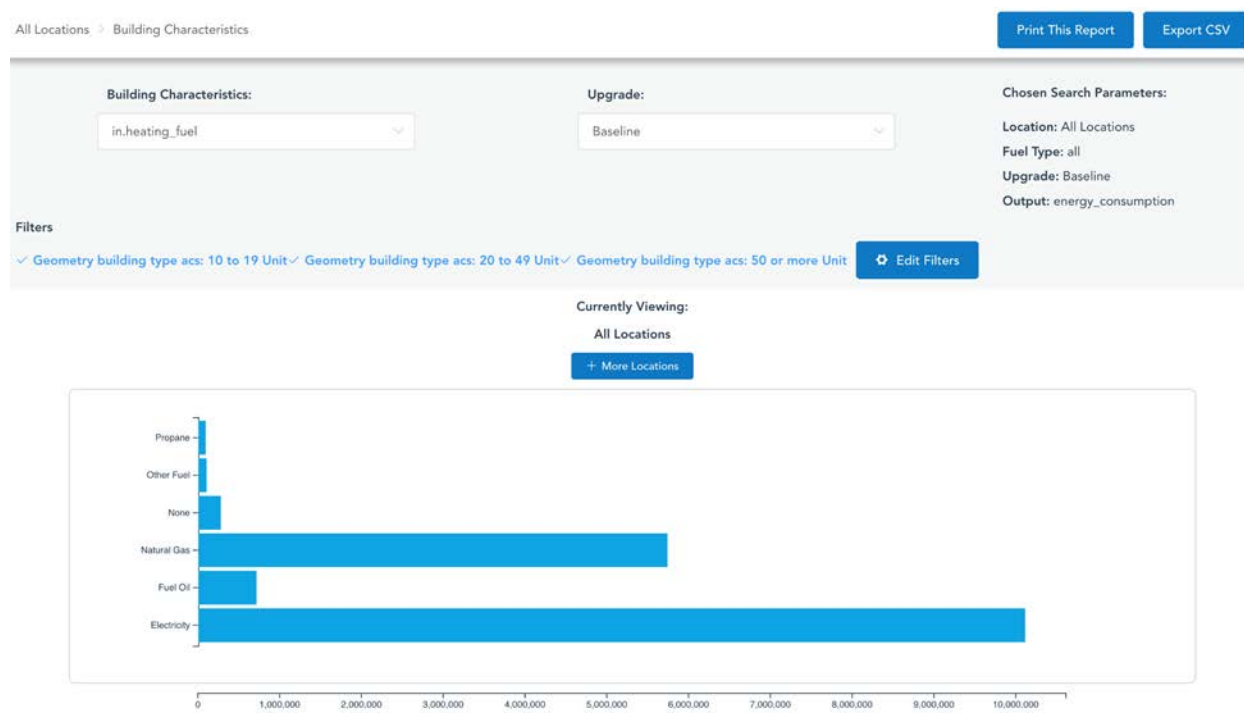 All Locations > Building Characteristics
Print This Report
Export CSV
Building Characteristics:
in.heating_fuel
Upgrade:
Baseline
Chosen Search Parameters:
Location: All Locations
Fuel Type: all
Upgrade: Baseline
Output: energy_consumption
Filters
✓ Geometry building type acs: 10 to 19 Unit✓ Geometry building type acs: 20 to 49 Unit✓ Geometry building type acs: 50 or more Unit
Edit Filters
Currently Viewing:
All Locations
+ More Locations
Propane
Other Fuel
None
Natural Gas
Fuel Oil
Electricity
0 1,000,000 2,000,000 3,000,000 4,000,000 5,000,000 6,000,000 7,000,000 8,000,000 9,000,000 10,000,000